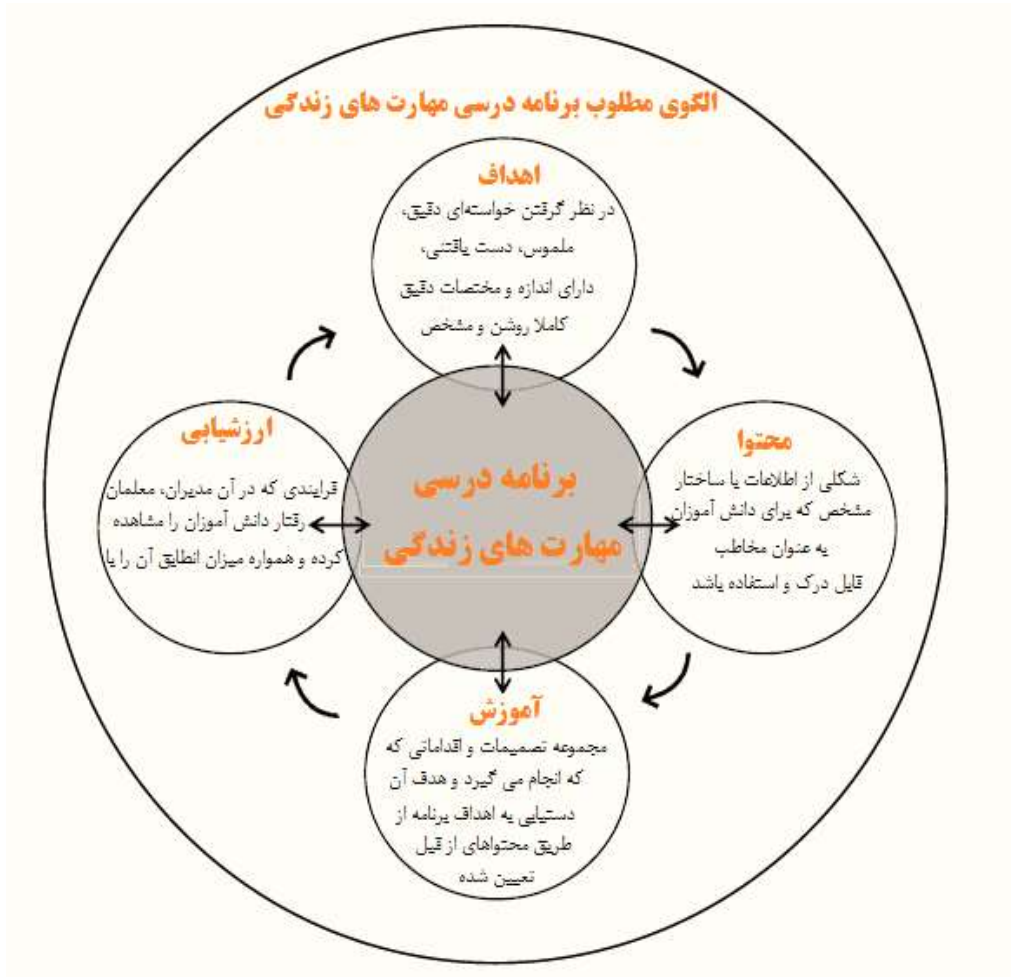 الگوی مطلوب برنامه درسی مهارت های زندگی
اهداف
در نظر گرفتن خواسته‌ای دقیق،
ملموس، دست یافتنی،
دارای اندازه و مختصات دقیق
کاملا روشن و مشخص
محتوا
شکلی از اطلاعات یا ساختار
مشخص که برای دانش آموزان
به عنوان مخاطب
قابل درک و استفاده باشد
آموزش
مجموعه تصمیمات و اقداماتی که
که انجام می گیرد و هدف آن
دستیابی به اهداف برنامه از
طریق محتواهای از قبل
تعیین شده
ارزشیابی
فرایندی که در آن مدیران، معلمان
رفتار دانش آموزان را مشاهده
کرده و همواره میزان انطابق آن را با
برنامه درسی
مهارت های زندگی